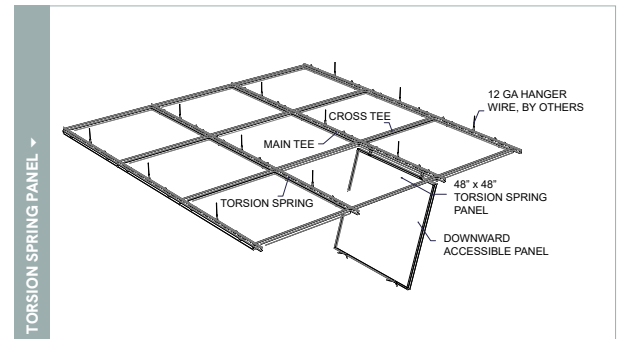 TORSION SPRING PANEL
12 GA HANGER
WIRE, BY OTHERS
CROSS TEE
MAIN TEE
TORSION SPRING
48" x 48"
TORSION SPRING
PANEL
DOWNWARD
ACCESSIBLE PANEL